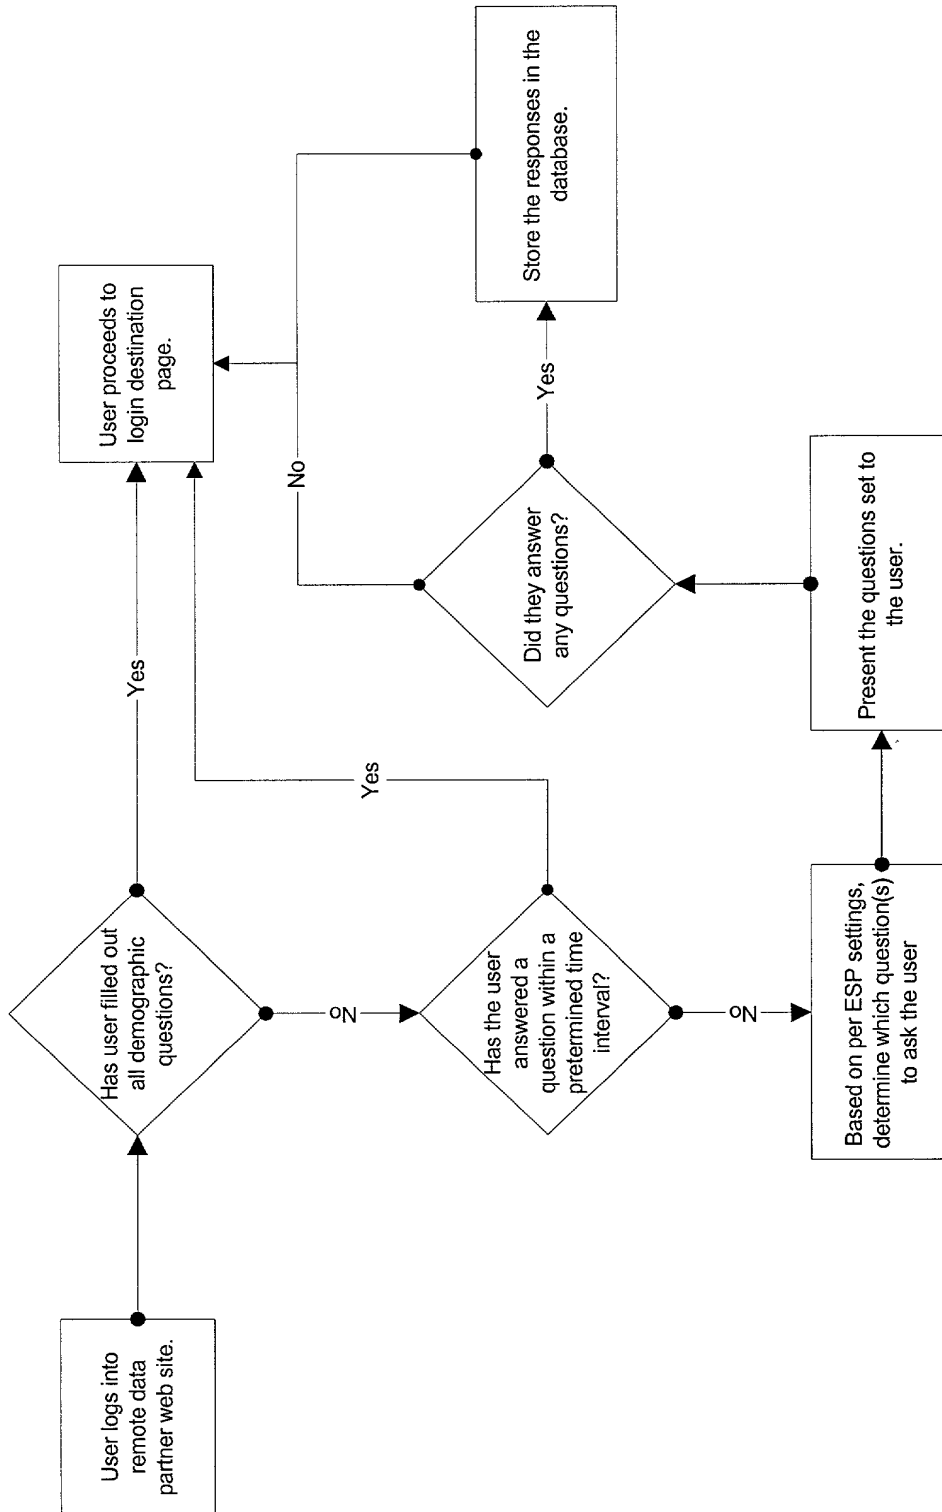 User logs into
remote data
partner web site.
Has user filled out
all demographic
questions?
Yes
User proceeds to
login destination
page.
No
Has the user
answered a
question within a
pretermined time
interval?
Yes
No
Based on per ESP settings,
determine which question(s)
to ask the user
Present the questions set to
the user.
Did they answer
any questions?
No
Yes
Store the responses in the
database.